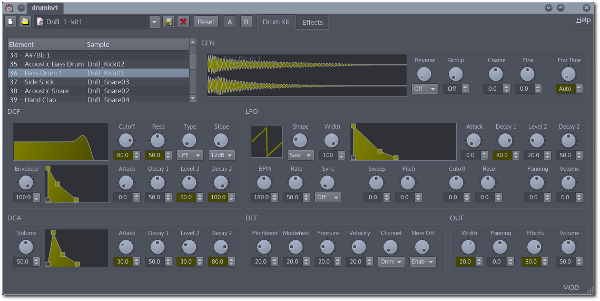 drumkv1
DnB_1-kit1
Reset
A
B
Drum Kit
Effects
Help
Element Sample
34 A#/Bb 1
35 Acoustic Bass Drum DnB_Kick02
36 Bass Drum 1 DnB_Kick01
37 Side Stick DnB_Snare03
38 Acoustic Snare DnB_Snare02
39 Hand Clap DnB_Snare04
GEN
Reverse Group Coarse Fine Env.Time
Off Off 0.0 0.0 Auto
DCF
Cutoff Reso Type Slope
80.0 50.0 LPF 12dB
Envelope Attack Decay 1 Level 2 Decay 2
100.0 0.0 50.0 50.0 100.0
LFO
Shape Width
Saw 100
Attack Decay 1 Level 2 Decay 2
0.0 80.0 20.0 50.0
BPM Rate Sync Sweep Pitch Cutoff Reso Panning Volume
180.0 50.0 Off 0.0 0.0 0.0 0.0 0.0 0.0
DCA
Volume Attack Decay 1 Level 2 Decay 2
50.0 30.0 50.0 30.0 80.0
DEF
Pitchbend Modwheel Pressure Velocity Channel Note Off
20.0 20.0 20.0 20.0 Omni Enab
OUT
Width Panning Effects Volume
20.0 0.0 80.0 50.0
MOD